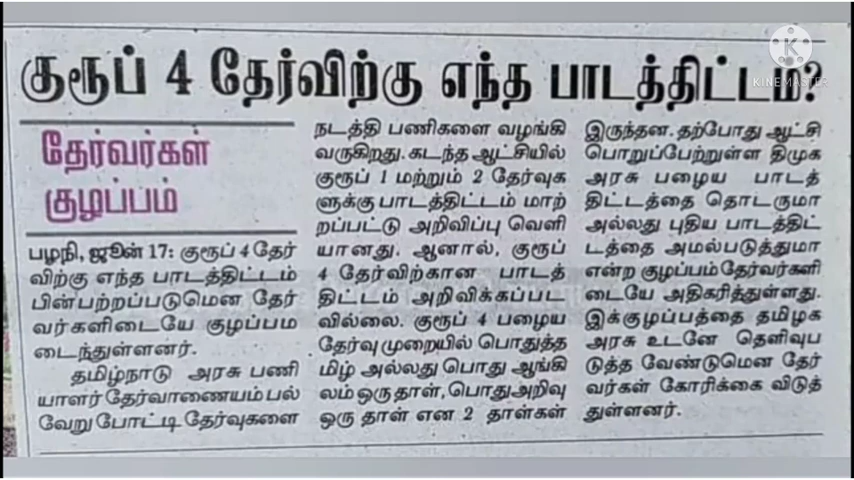 குரூப் 4 தேர்விற்கு எந்த பாடத்திட்டம்?
K
KINEMASTER
தேர்வர்கள்
குழப்பம்
பழநி, ஜூன் 17: குரூப் 4 தேர்
விற்கு எந்த பாடத்திட்டம்
பின்பற்றப்படுமென தேர்
வர்களிடையே குழப்பம
டைந்துள்ளனர்.
தமிழ்நாடு அரசு பணி
யாளர் தேர்வாணையம் பல்
வேறு போட்டி தேர்வுகளை
நடத்தி பணிகளை வழங்கி
வருகிறது. கடந்த ஆட்சியில்
குரூப் 1 மற்றும் 2 தேர்வுக
ளுக்கு பாடத்திட்டம் மாற்
றப்பட்டு அறிவிப்பு வெளி
யானது. ஆனால், குரூப்
4 தேர்விற்கான பாடத்
திட்டம் அறிவிக்கப்பட
வில்லை. குரூப் 4 பழைய
தேர்வு முறையில் பொதுத்த
மிழ் அல்லது பொது ஆங்கி
லம் ஒரு தாள், பொது அறிவு
ஒரு தாள் என 2 தாள்கள்
இருந்தன. தற்போது ஆட்சி
பொறுப்பேற்றுள்ள திமுக
அரசு பழைய பாடத்
திட்டத்தை தொடருமா
அல்லது புதிய பாடத்திட்
டத்தை அமல்படுத்துமா
என்ற குழப்பம் தேர்வர்களி
டையே அதிகரித்துள்ளது.
இக்குழப்பத்தை தமிழக
அரசு உடனே தெளிவுப
டுத்த வேண்டுமென தேர்
வர்கள் கோரிக்கை விடுத்
துள்ளனர்.